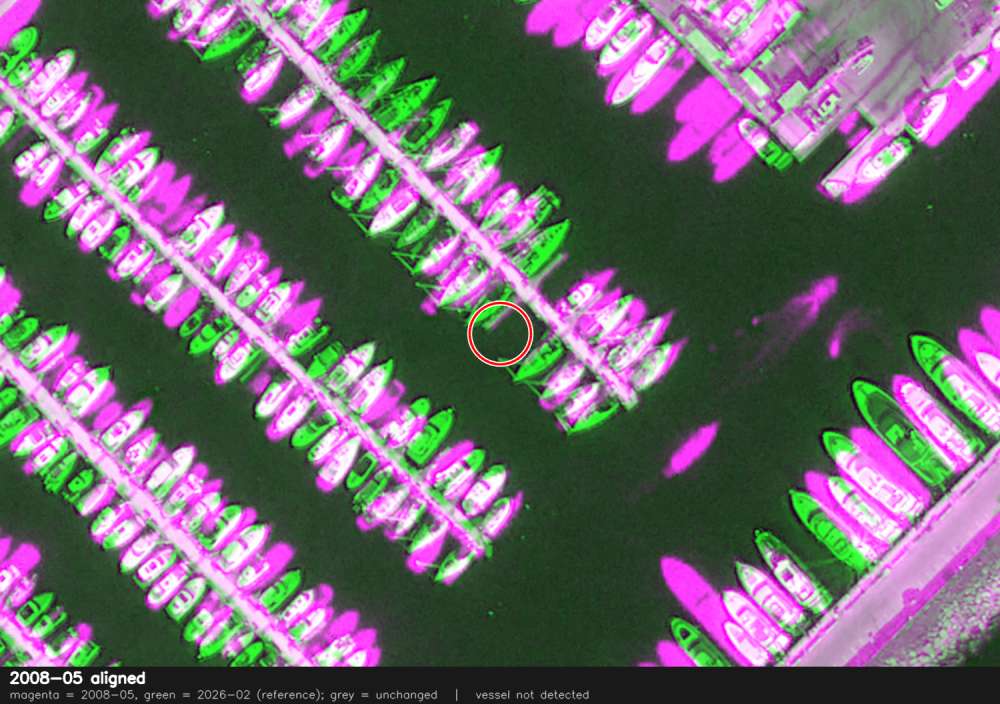 2008-05 aligned
magenta = 2008-05, green = 2026-02 (reference); grey = unchanged | vessel not detected